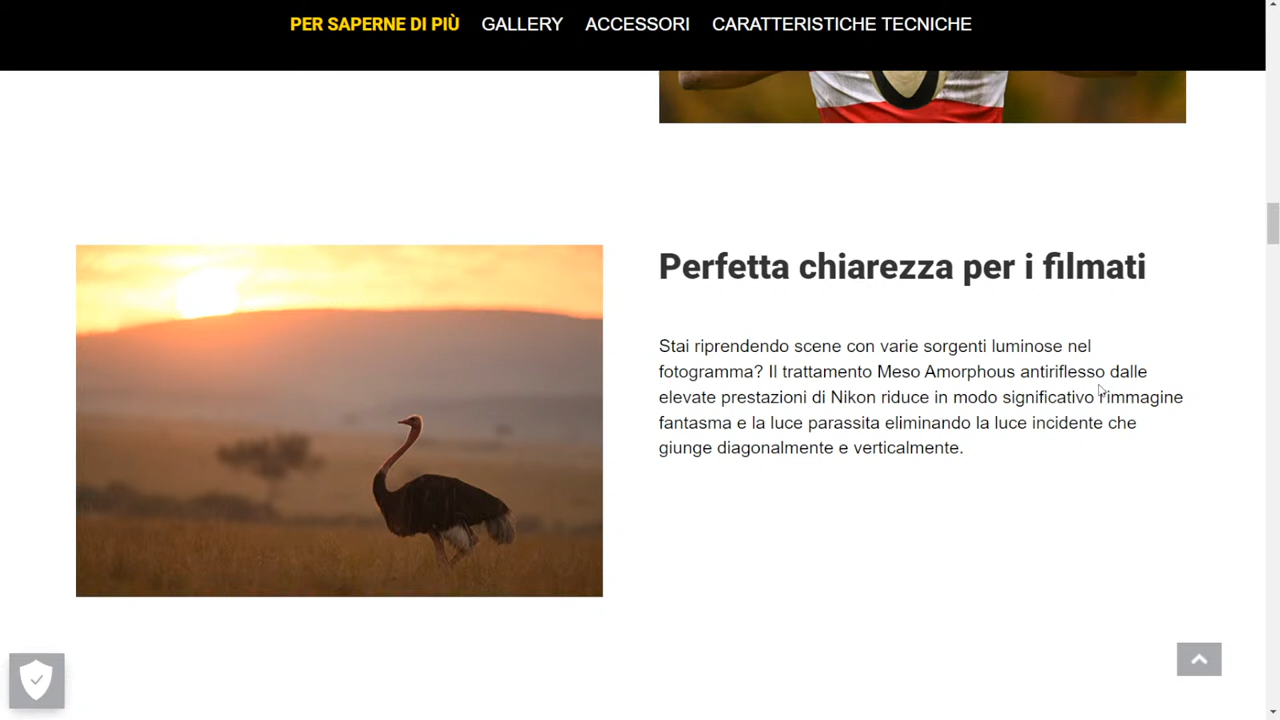 PER SAPERNE DI PIÙ GALLERY ACCESSORI CARATTERISTICHE TECNICHE
Perfetta chiarezza per i filmati
Stai riprendendo scene con varie sorgenti luminose nel
fotogramma? Il trattamento Meso Amorphous antiriflesso dalle
elevate prestazioni di Nikon riduce in modo significativo l'immagine
fantasma e la luce parassita eliminando la luce incidente che
giunge diagonalmente e verticalmente.